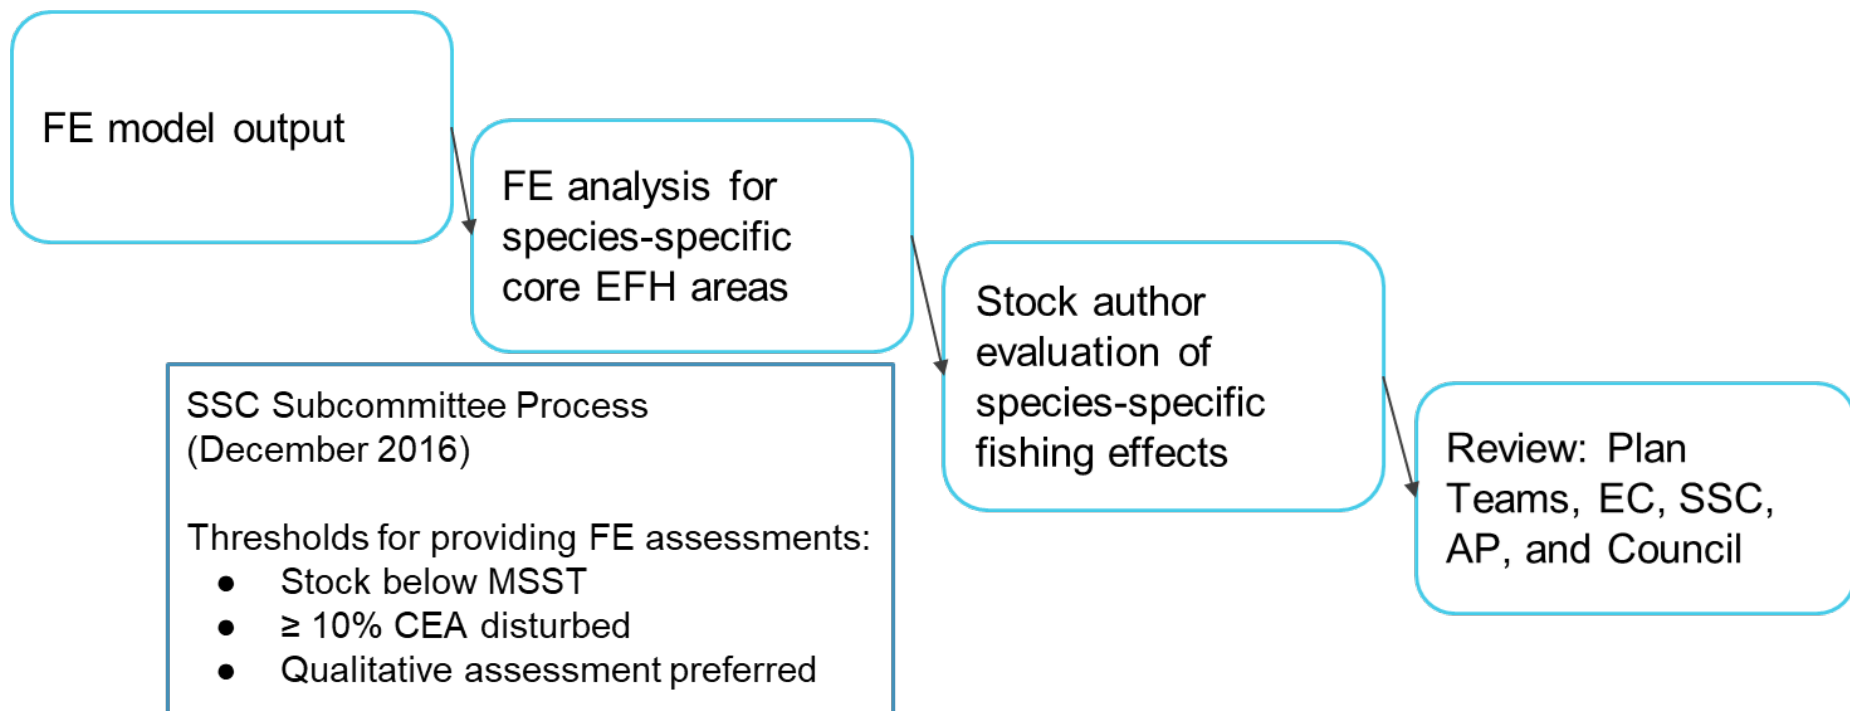 FE model output
FE analysis for
species-specific
core EFH areas
Stock author
evaluation of
species-specific
fishing effects
Review: Plan
Teams, EC, SSC,
AP, and Council
SSC Subcommittee Process
(December 2016)
Thresholds for providing FE assessments:
● Stock below MSST
● ≥ 10% CEA disturbed
● Qualitative assessment preferred